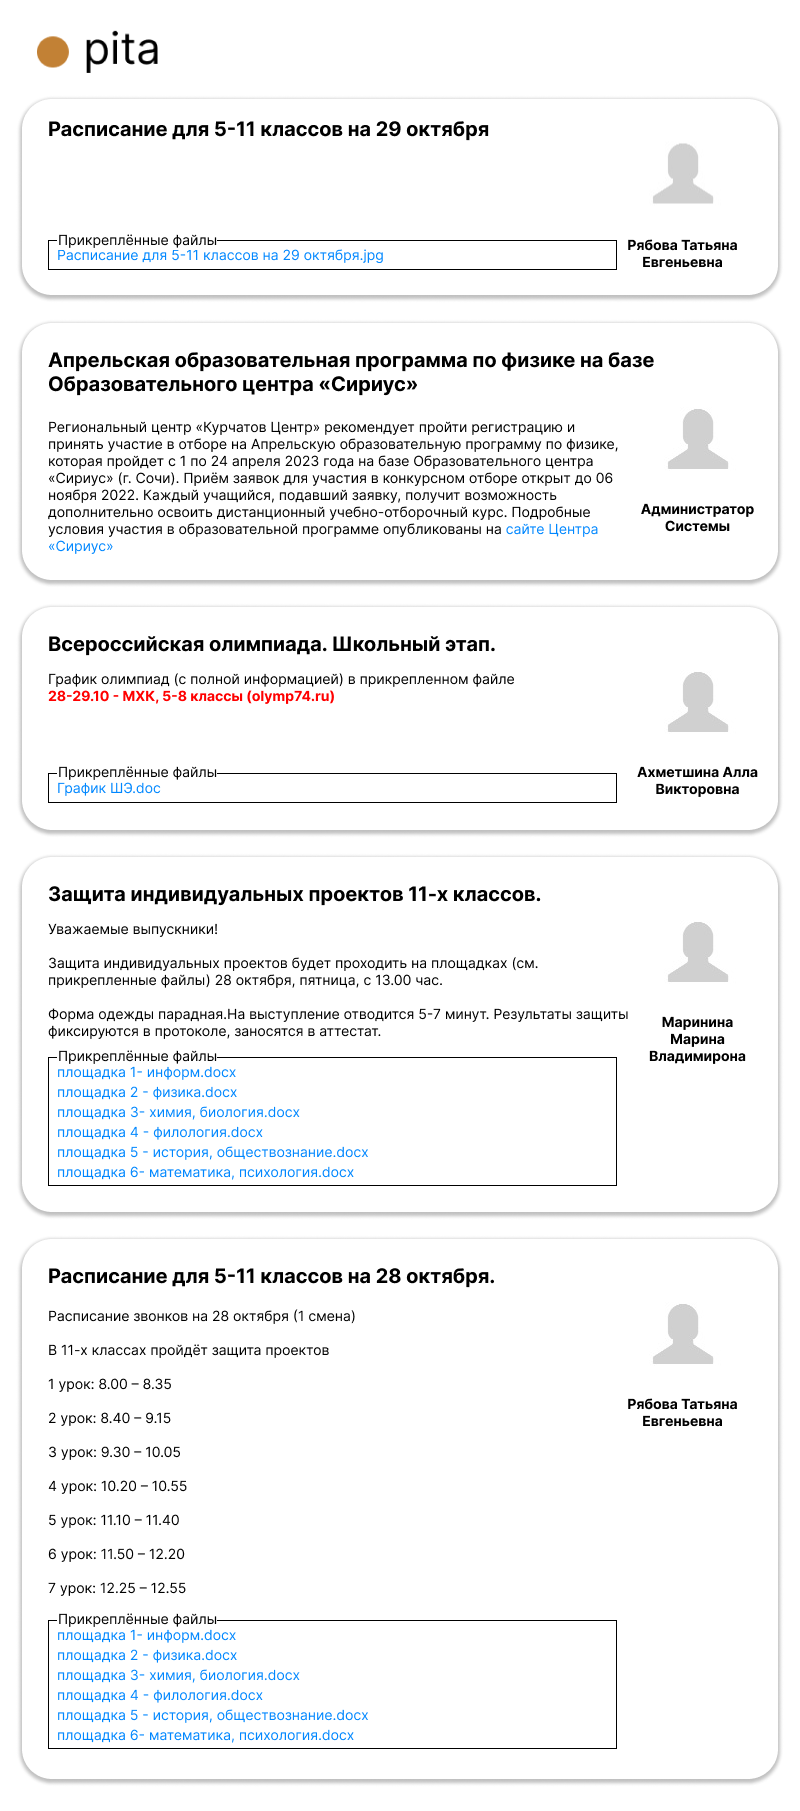 pita
Расписание для 5-11 классов на 29 октября
Прикреплённые файлы
Расписание для 5-11 классов на 29 октября.jpg
Рябова Татьяна
Евгеньевна
Апрельская образовательная программа по физике на базе
Образовательного центра «Сириус»
Региональный центр «Курчатов Центр» рекомендует пройти регистрацию и
принять участие в отборе на Апрельскую образовательную программу по физике,
которая пройдет с 1 по 24 апреля 2023 года на базе Образовательного центра
«Сириус» (г. Сочи). Приём заявок для участия в конкурсном отборе открыт до 06
ноября 2022. Каждый учащийся, подавший заявку, получит возможность
дополнительно освоить дистанционный учебно-отборочный курс. Подробные
условия участия в образовательной программе опубликованы на сайте Центра
«Сириус»
Администратор
Системы
Всероссийская олимпиада. Школьный этап.
График олимпиад (с полной информацией) в прикрепленном файле
28-29.10 - МХК, 5-8 классы (olymp74.ru)
Прикреплённые файлы
График ШЭ.doc
Ахметшина Алла
Викторовна
Защита индивидуальных проектов 11-х классов.
Уважаемые выпускники!
Защита индивидуальных проектов будет проходить на площадках (см.
прикрепленные файлы) 28 октября, пятница, с 13.00 час.
Форма одежды парадная.На выступление отводится 5-7 минут. Результаты защиты
фиксируются в протоколе, заносятся в аттестат.
Прикреплённые файлы
площадка 1- информ.docx
площадка 2 - физика.docx
площадка 3- химия, биология.docx
площадка 4 - филология.docx
площадка 5 - история, обществознание.docx
площадка 6- математика, психология.docx
Маринина
Марина
Владимирона
Расписание для 5-11 классов на 28 октября.
Расписание звонков на 28 октября (1 смена)
В 11-х классах пройдёт защита проектов
1 урок: 8.00 – 8.35
2 урок: 8.40 – 9.15
3 урок: 9.30 – 10.05
4 урок: 10.20 – 10.55
5 урок: 11.10 – 11.40
6 урок: 11.50 – 12.20
7 урок: 12.25 – 12.55
Прикреплённые файлы
площадка 1- информ.docx
площадка 2 - физика.docx
площадка 3- химия, биология.docx
площадка 4 - филология.docx
площадка 5 - история, обществознание.docx
площадка 6- математика, психология.docx
Рябова Татьяна
Евгеньевна